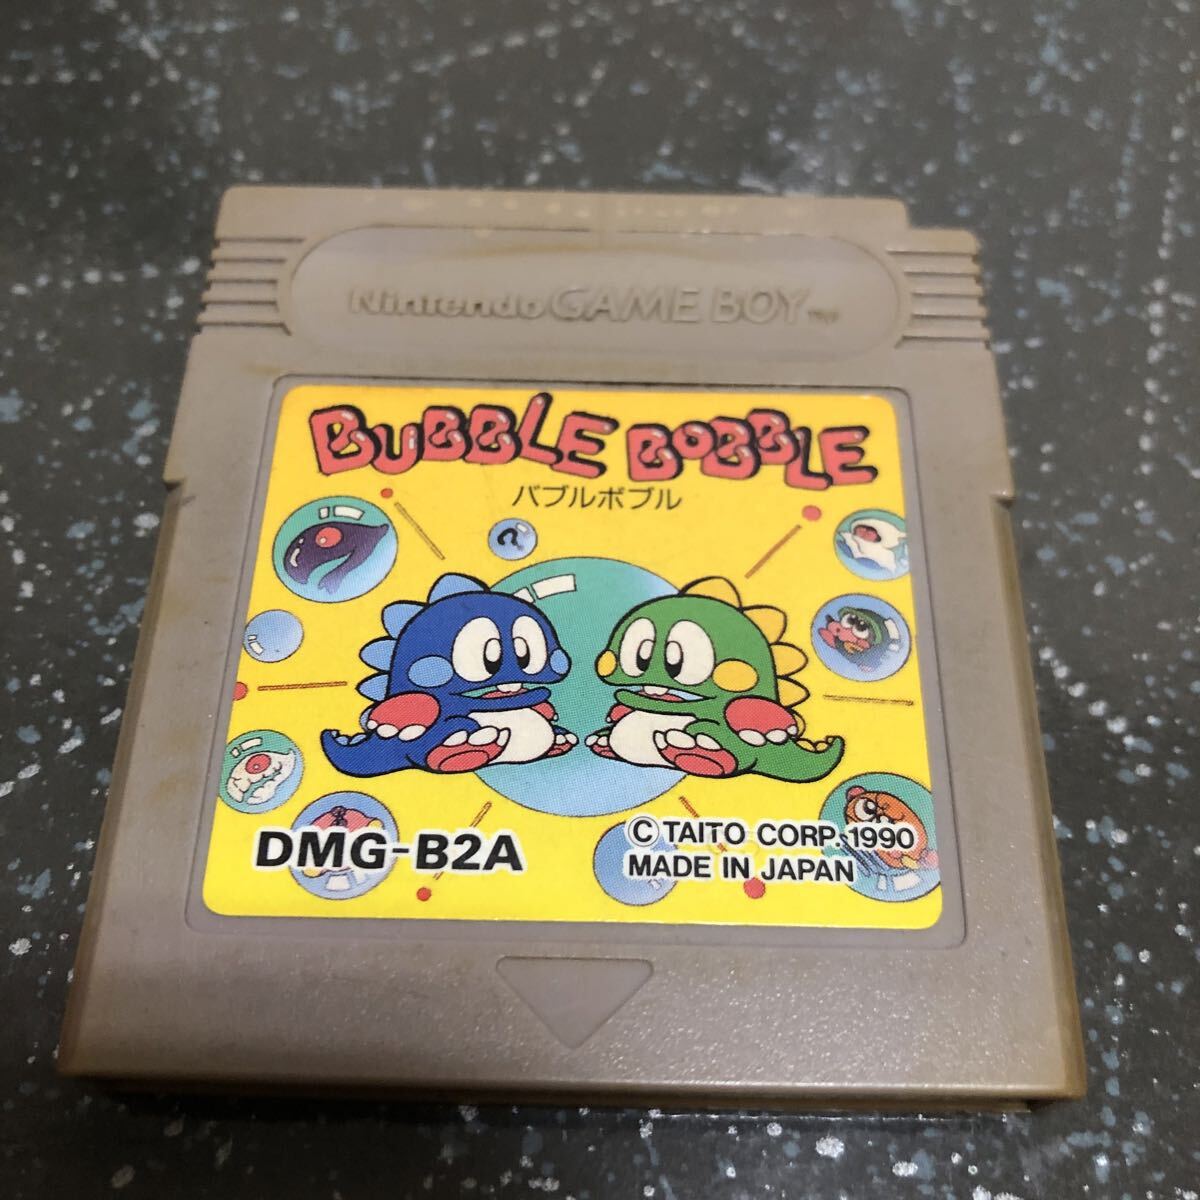 Nintendo GAME BOY TM
BUBBLE BOBBLE
バブルボブル
?
DMG-B2A
© TAITO CORP. 1990
MADE IN JAPAN